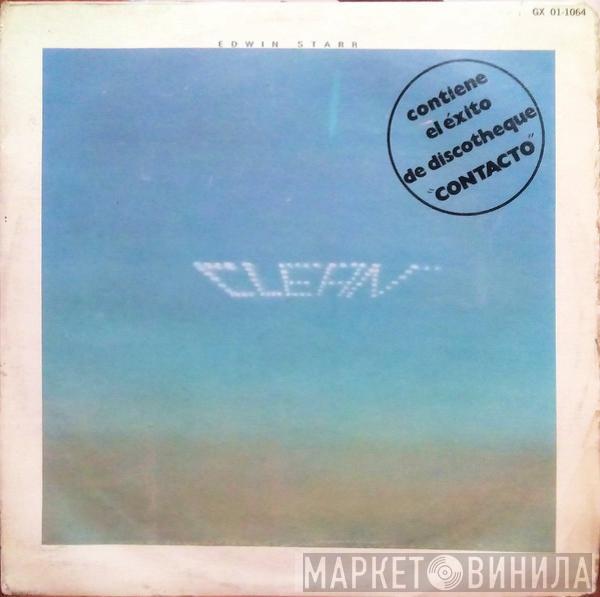 GX 01-1064
EDWIN STARR
contiene
el éxito
de discotheque
"CONTACTO"
CLEAN
МАРКЕТ ВИНИЛА